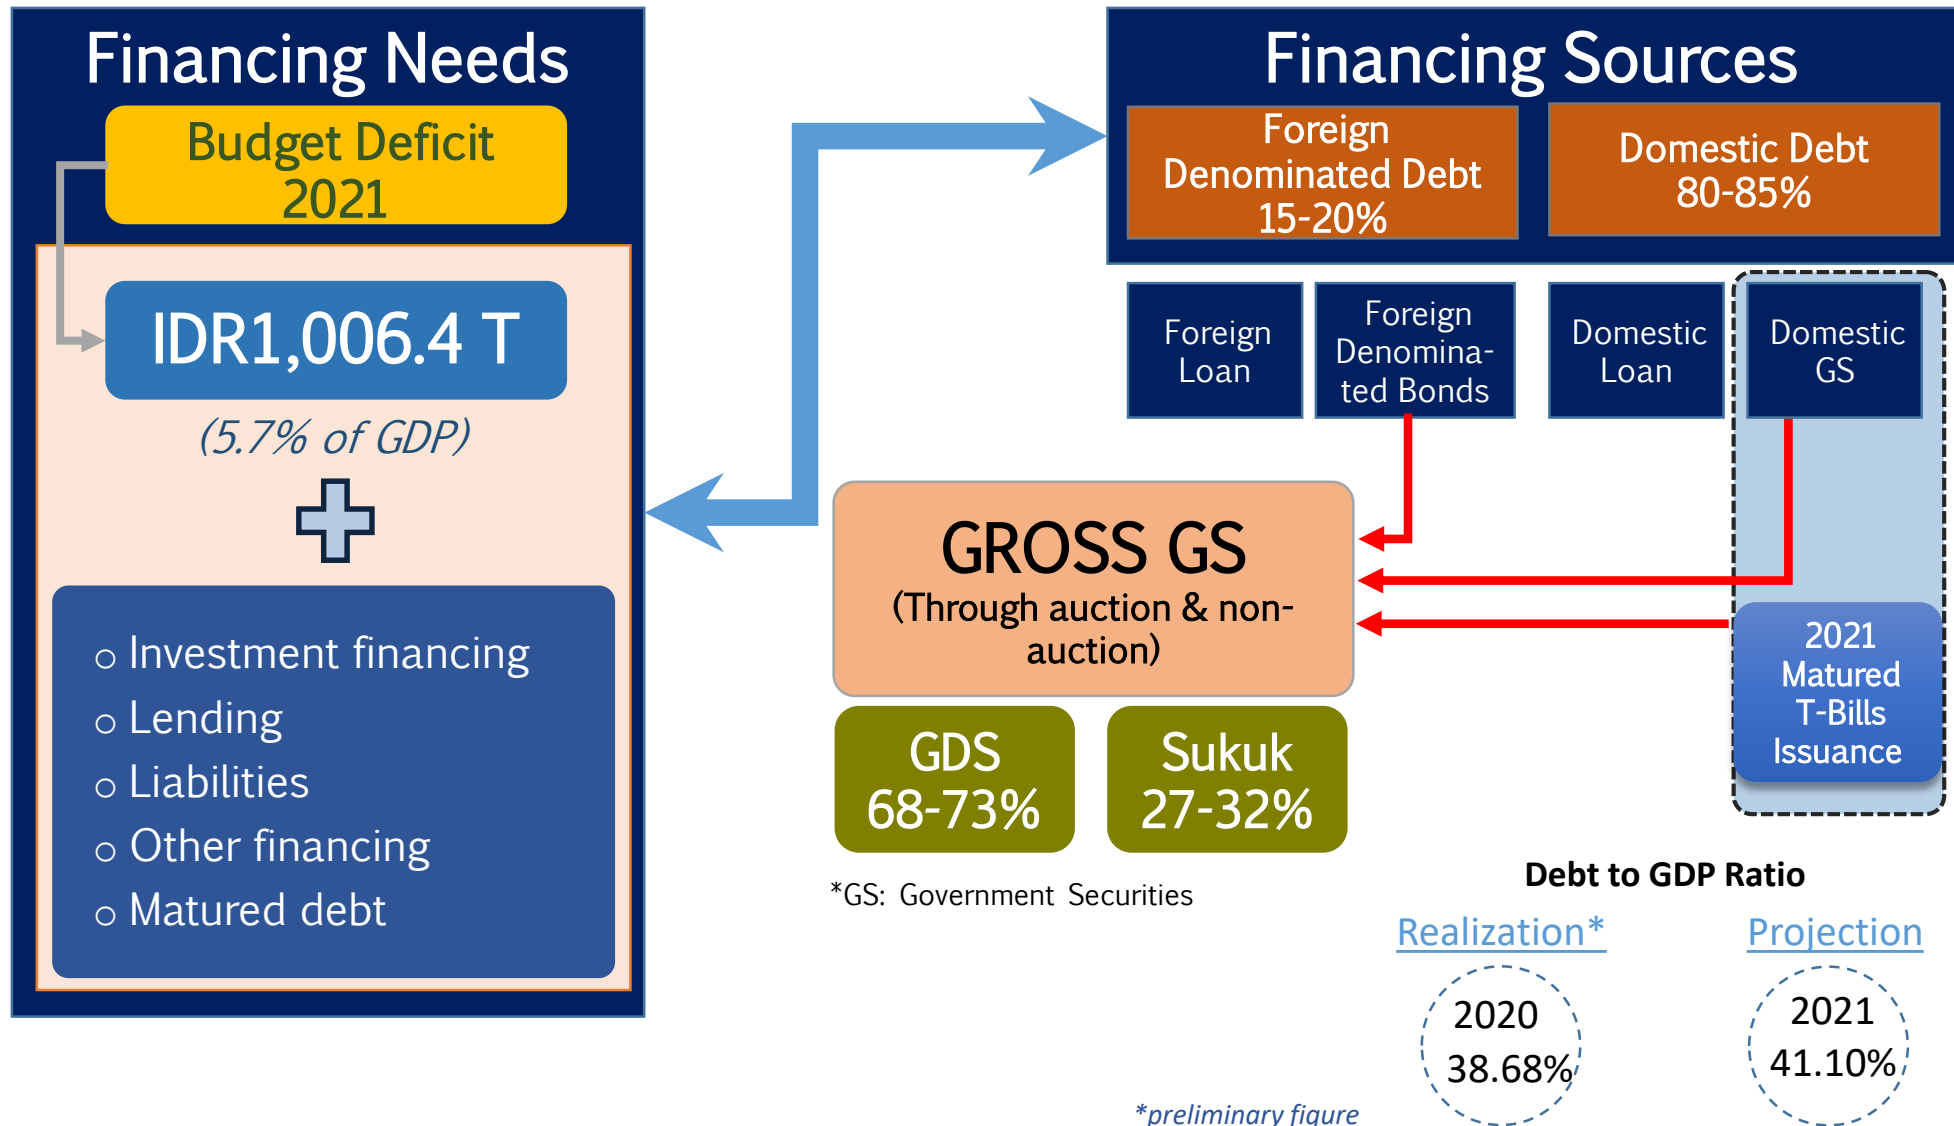 Financing Needs
Budget Deficit
2021
IDR1,006.4 T
(5.7% of GDP)
o Investment financing
o Lending
o Liabilities
o Other financing
o Matured debt
Financing Sources
Foreign
Denominated Debt
15-20%
Domestic Debt
80-85%
Foreign
Loan
Foreign
Denomina-
ted Bonds
Domestic
Loan
Domestic
GS
GROSS GS
(Through auction & non-
auction)
2021
Matured
T-Bills
Issuance
GDS
68-73%
Sukuk
27-32%
*GS: Government Securities
Debt to GDP Ratio
Realization*
2020
38.68%
Projection
2021
41.10%
*preliminary figure